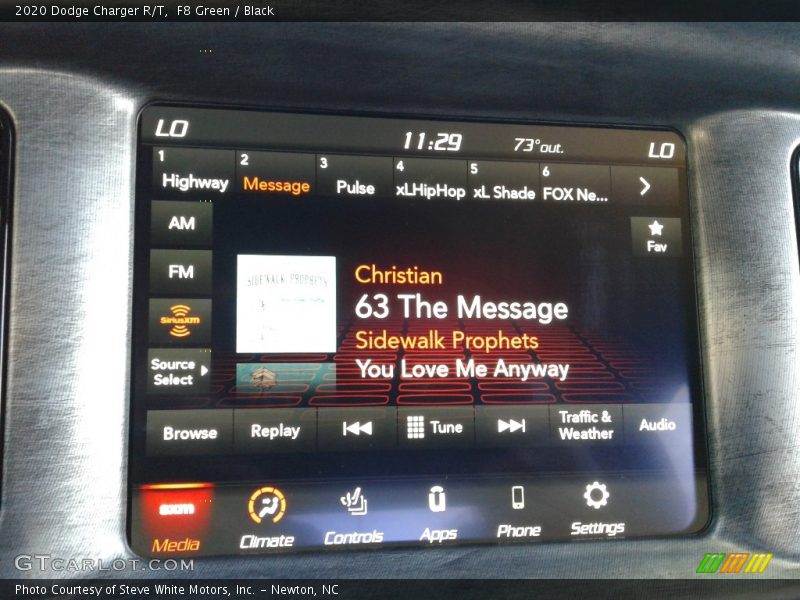 2020 Dodge Charger R/T, F8 Green / Black
LO 11:29 73° out. LO
1 2 3 4 5 6
Highway Message Pulse xLHipHop xL Shade FOX Ne...
AM
FM
SiriusXM
Source
Select
Fav
SIDEWALK PROPHETS
Christian
63 The Message
Sidewalk Prophets
You Love Me Anyway
Browse Replay Tune Traffic &
Weather Audio
Media Climate Controls Apps Phone Settings
GTCARLOT.COM
Photo Courtesy of Steve White Motors, Inc. – Newton, NC